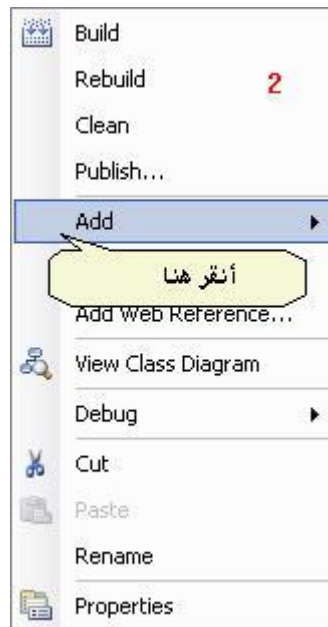 Build
Rebuild
2
Clean
Publish...
Add
أنقر هنا
Add Web Reference...
View Class Diagram
Debug
Cut
Paste
Rename
Properties